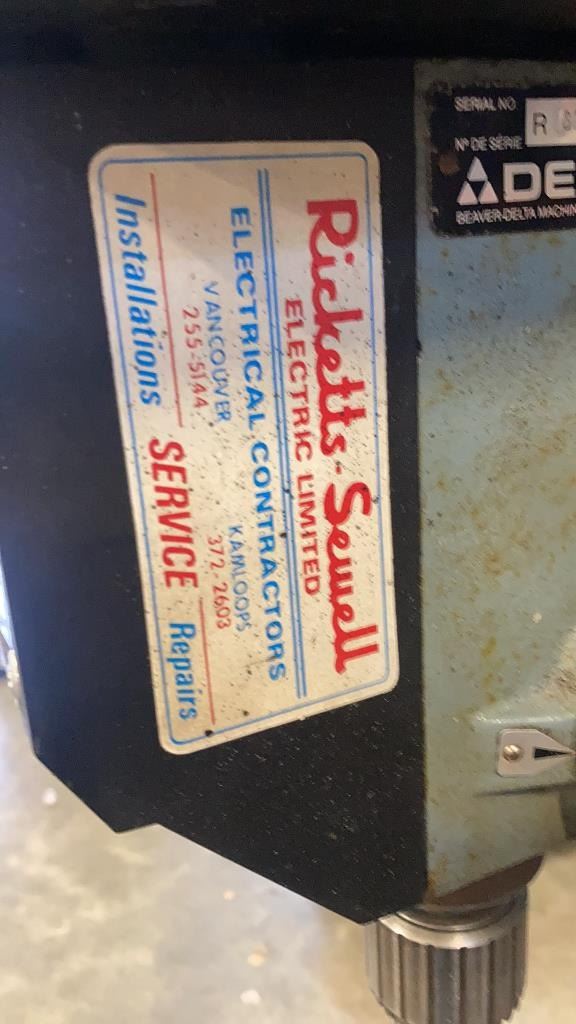 Ricketts-Sewell
ELECTRIC LIMITED
ELECTRICAL CONTRACTORS
VANCOUVER KAMLOOPS
255-5144 372-2603
Installations SERVICE Repairs
SERIAL NO.
N° DE SÉRIE
R
DE
BEAVER-DELTA MACHIN